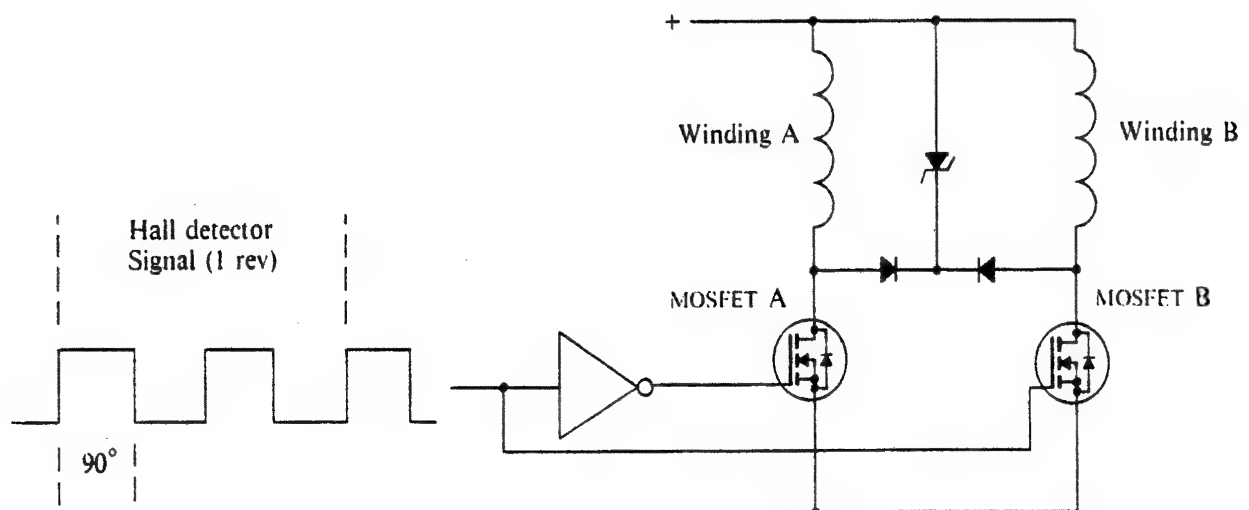 +
Winding A
Winding B
Hall detector
Signal (1 rev)
MOSFET A
MOSFET B
90°